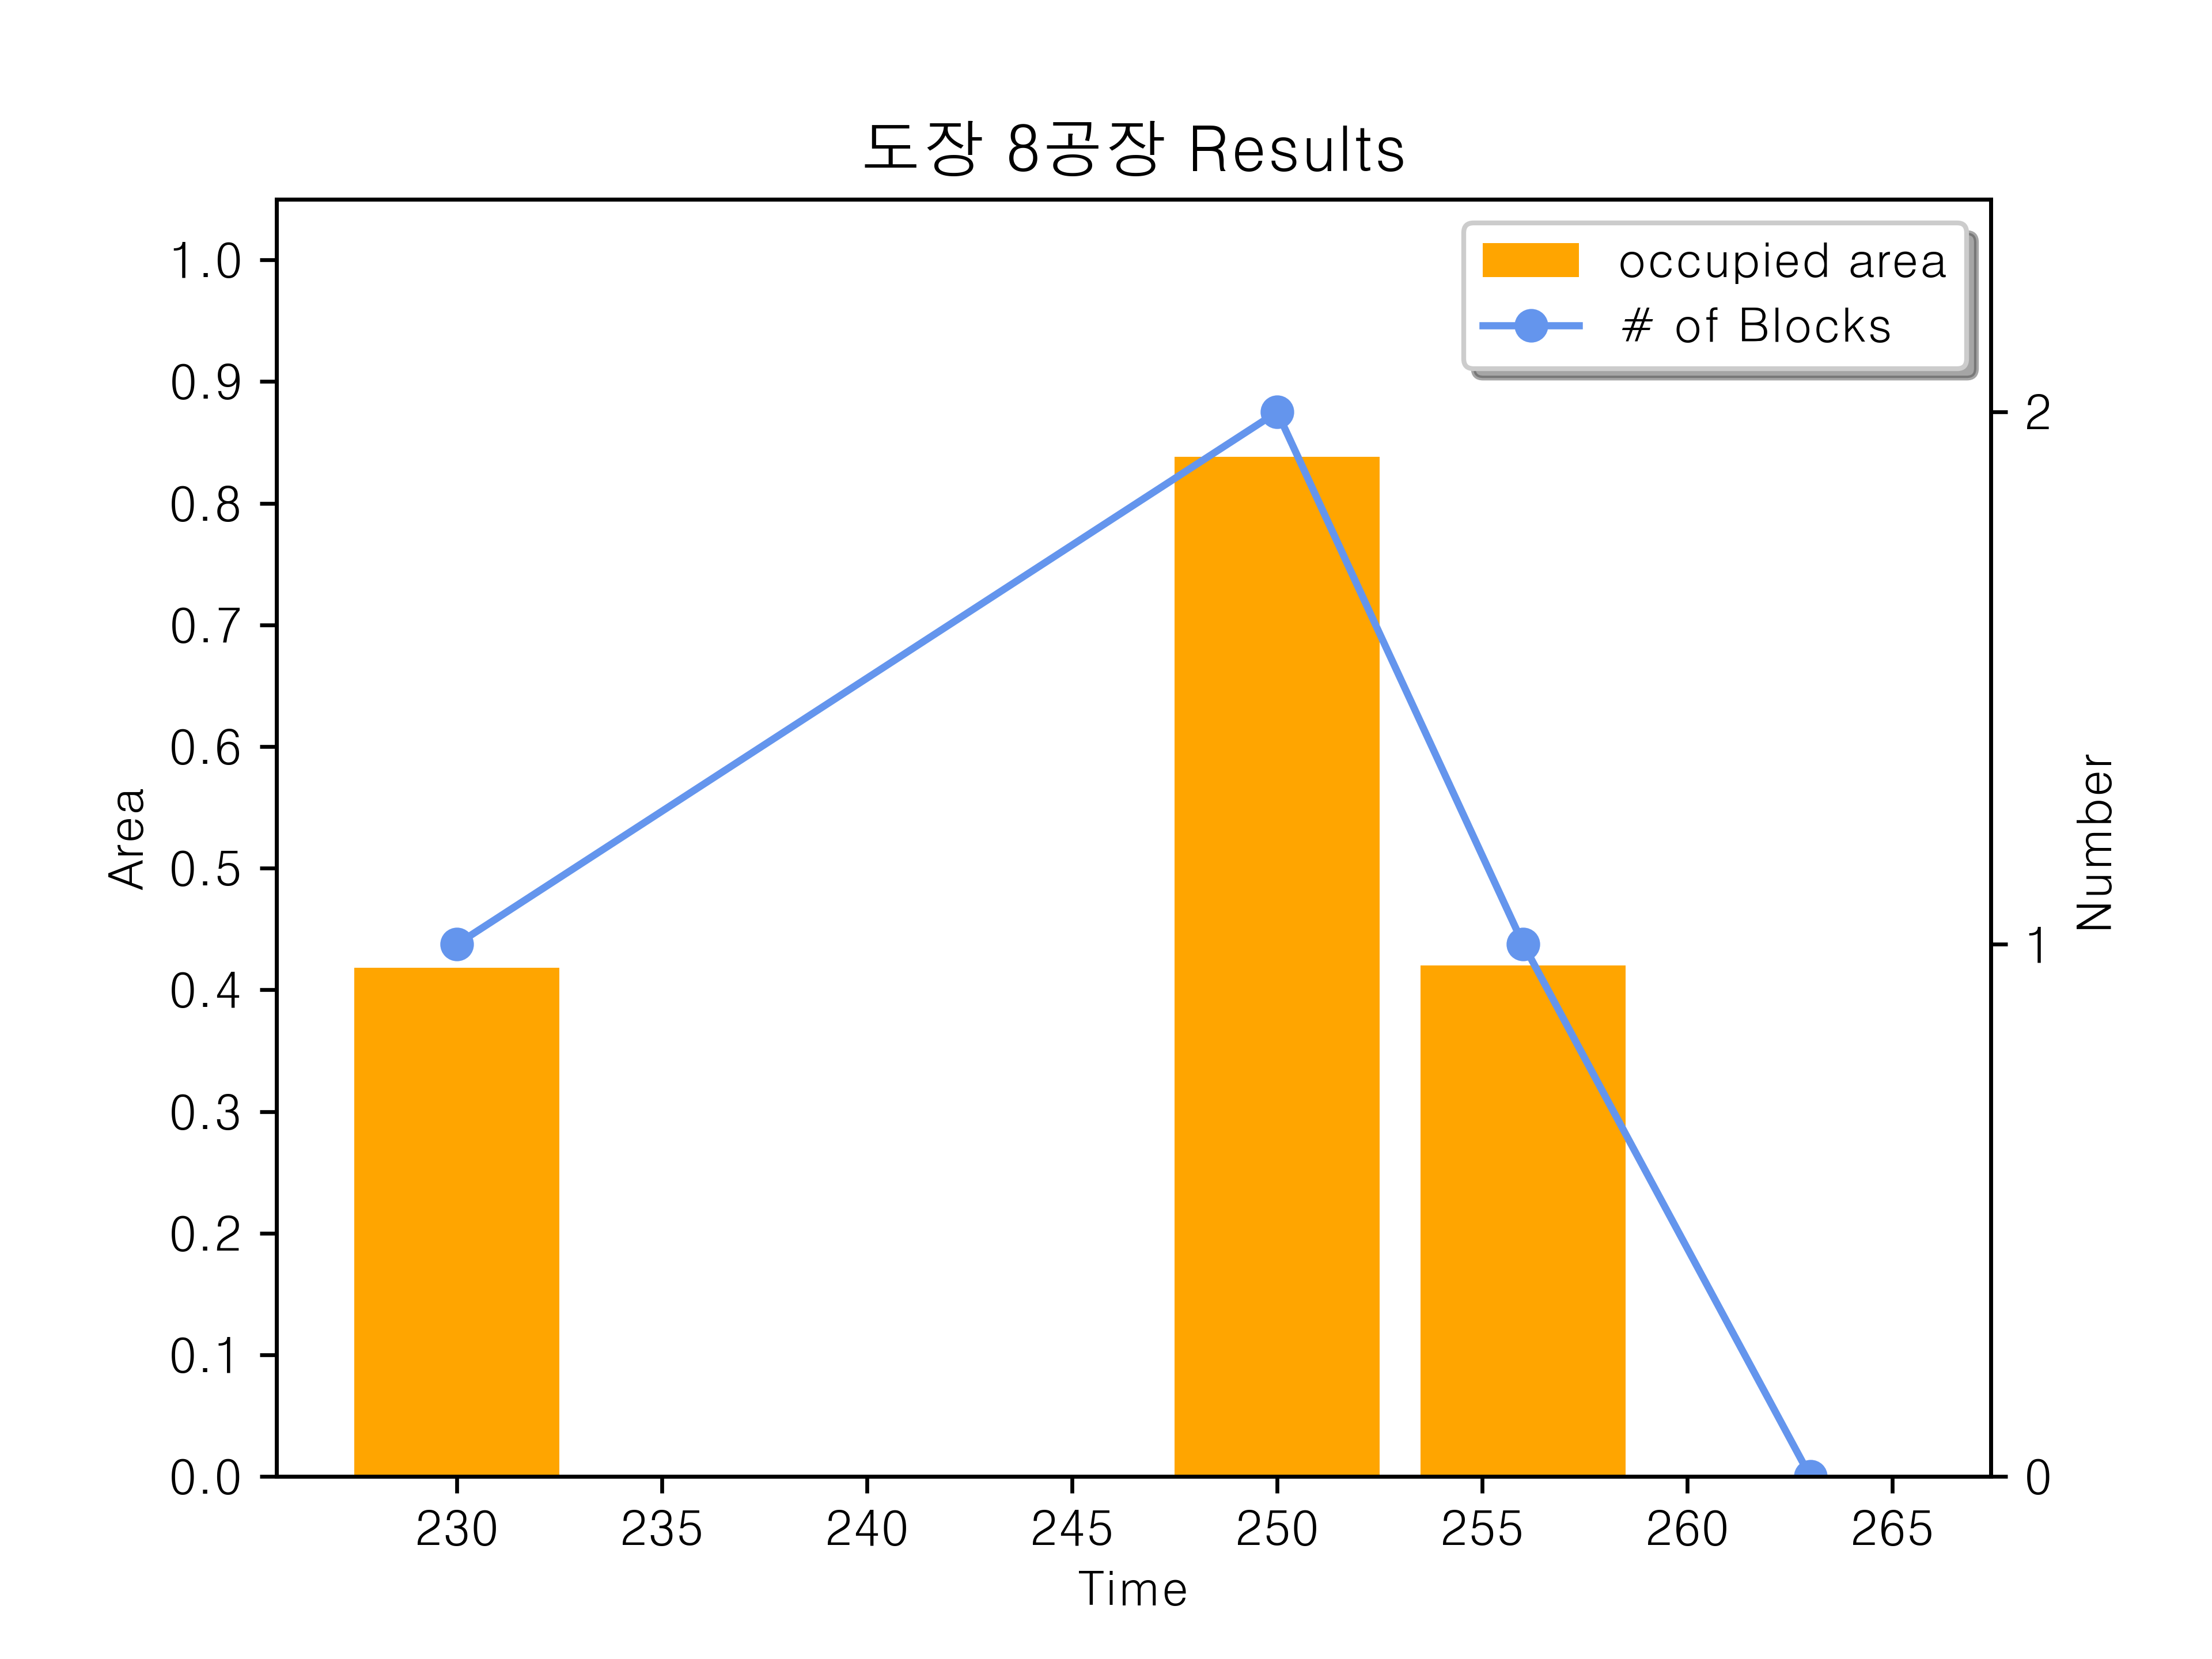 도장 8공장 Results
occupied area
# of Blocks
1.0
0.9
0.8
0.7
0.6
0.5
0.4
0.3
0.2
0.1
0.0
Area
2
1
0
Number
230 235 240 245 250 255 260 265
Time